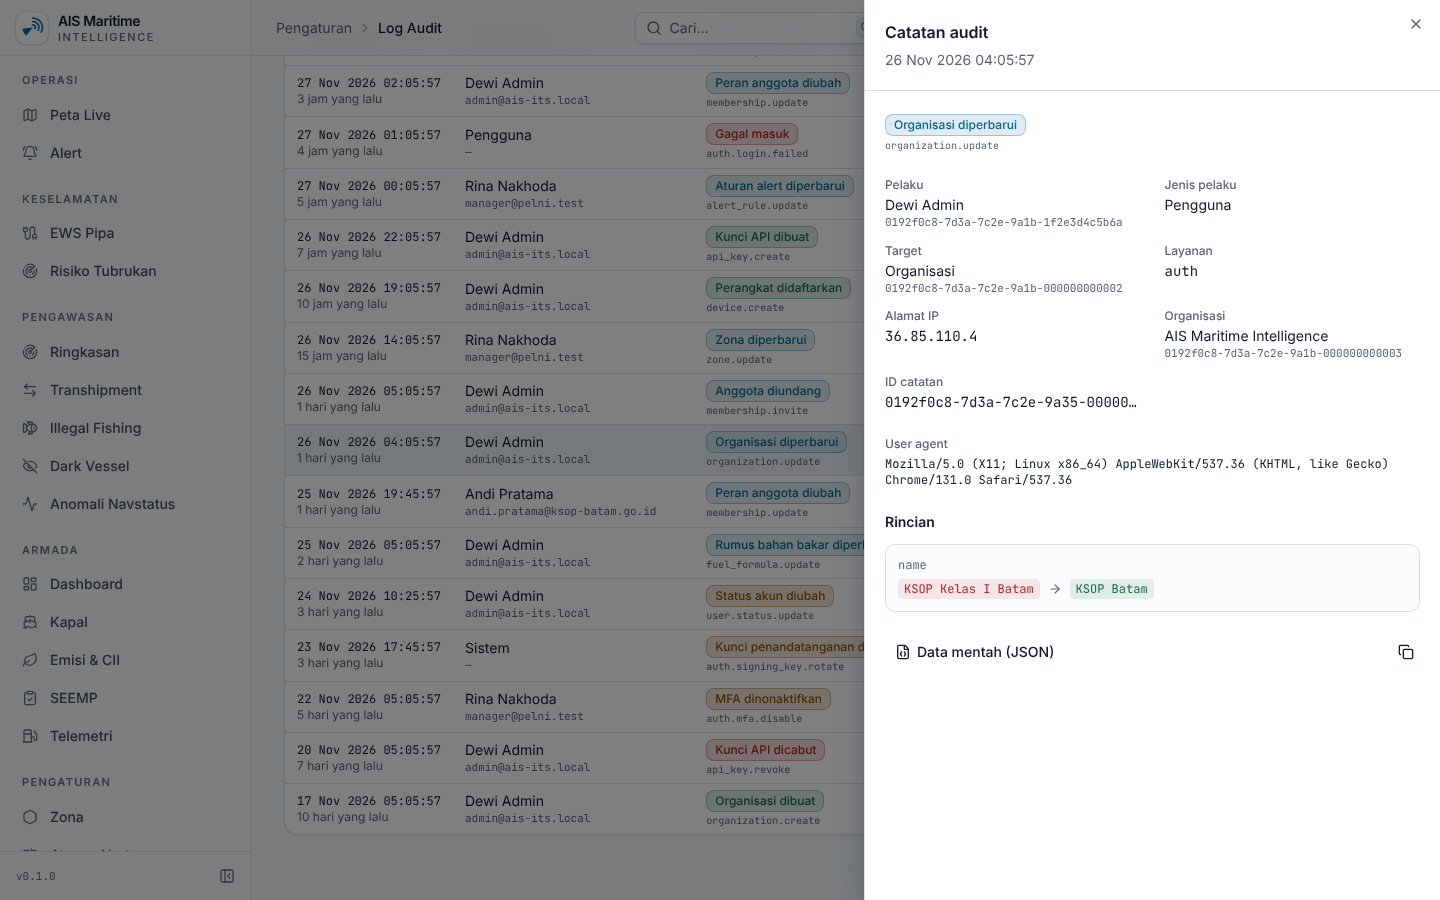 AIS Maritime
INTELLIGENCE
OPERASI
Peta Live
Alert
KESELAMATAN
EWS Pipa
Risiko Tubrukan
PENGAWASAN
Ringkasan
Transhipment
Illegal Fishing
Dark Vessel
Anomali Navstatus
ARMADA
Dashboard
Kapal
Emisi & CII
SEEMP
Telemetri
PENGATURAN
Zona
v0.1.0
Pengaturan > Log Audit
Cari...
27 Nov 2026 02:05:57 Dewi Admin Peran anggota diubah
3 jam yang lalu admin@ais-its.local membership.update
27 Nov 2026 01:05:57 Pengguna Gagal masuk
4 jam yang lalu – auth.login.failed
27 Nov 2026 00:05:57 Rina Nakhoda Aturan alert diperbarui
5 jam yang lalu manager@pelni.test alert_rule.update
26 Nov 2026 22:05:57 Dewi Admin Kunci API dibuat
7 jam yang lalu admin@ais-its.local api_key.create
26 Nov 2026 19:05:57 Dewi Admin Perangkat didaftarkan
10 jam yang lalu admin@ais-its.local device.create
26 Nov 2026 14:05:57 Rina Nakhoda Zona diperbarui
15 jam yang lalu manager@pelni.test zone.update
26 Nov 2026 05:05:57 Dewi Admin Anggota diundang
1 hari yang lalu admin@ais-its.local membership.invite
26 Nov 2026 04:05:57 Dewi Admin Organisasi diperbarui
1 hari yang lalu admin@ais-its.local organization.update
25 Nov 2026 19:45:57 Andi Pratama Peran anggota diubah
1 hari yang lalu andi.pratama@ksop-batam.go.id membership.update
25 Nov 2026 05:05:57 Dewi Admin Rumus bahan bakar
2 hari yang lalu admin@ais-its.local fuel_formula.update
24 Nov 2026 10:25:57 Dewi Admin Status akun diubah
3 hari yang lalu admin@ais-its.local user.status.update
23 Nov 2026 17:45:57 Sistem Kunci penandatanganan
3 hari yang lalu – auth.signing_key.rotate
22 Nov 2026 05:05:57 Rina Nakhoda MFA dinonaktifkan
5 hari yang lalu manager@pelni.test auth.mfa.disable
20 Nov 2026 05:05:57 Dewi Admin Kunci API dicabut
7 hari yang lalu admin@ais-its.local api_key.revoke
17 Nov 2026 05:05:57 Dewi Admin Organisasi dibuat
10 hari yang lalu admin@ais-its.local organization.create
Catatan audit
26 Nov 2026 04:05:57
Organisasi diperbarui
organization.update
Pelaku
Dewi Admin
0192f0c8-7d3a-7c2e-9a1b-1f2e3d4c5b6a
Jenis pelaku
Pengguna
Target
Organisasi
0192f0c8-7d3a-7c2e-9a1b-000000000002
Layanan
auth
Alamat IP
36.85.110.4
Organisasi
AIS Maritime Intelligence
0192f0c8-7d3a-7c2e-9a1b-000000000003
ID catatan
0192f0c8-7d3a-7c2e-9a35-00000…
User agent
Mozilla/5.0 (X11; Linux x86_64) AppleWebKit/537.36 (KHTML, like Gecko)
Chrome/131.0 Safari/537.36
Rincian
name
KSOP Kelas I Batam → KSOP Batam
Data mentah (JSON)